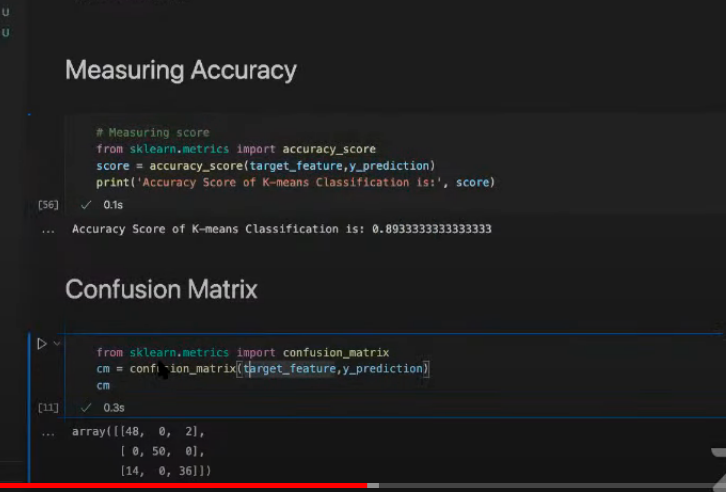 U
U
Measuring Accuracy
# Measuring score
from sklearn.metrics import accuracy_score
score = accuracy_score(target_feature,y_prediction)
print('Accuracy Score of K-means Classification is:', score)
[56] ✓ 0.1s
... Accuracy Score of K-means Classification is: 0.8933333333333333
Confusion Matrix
from sklearn.metrics import confusion_matrix
cm = confusion_matrix(target_feature,y_prediction)
cm
[11] ✓ 0.3s
... array([[48, 0, 2],
[ 0, 50, 0],
[14, 0, 36]])